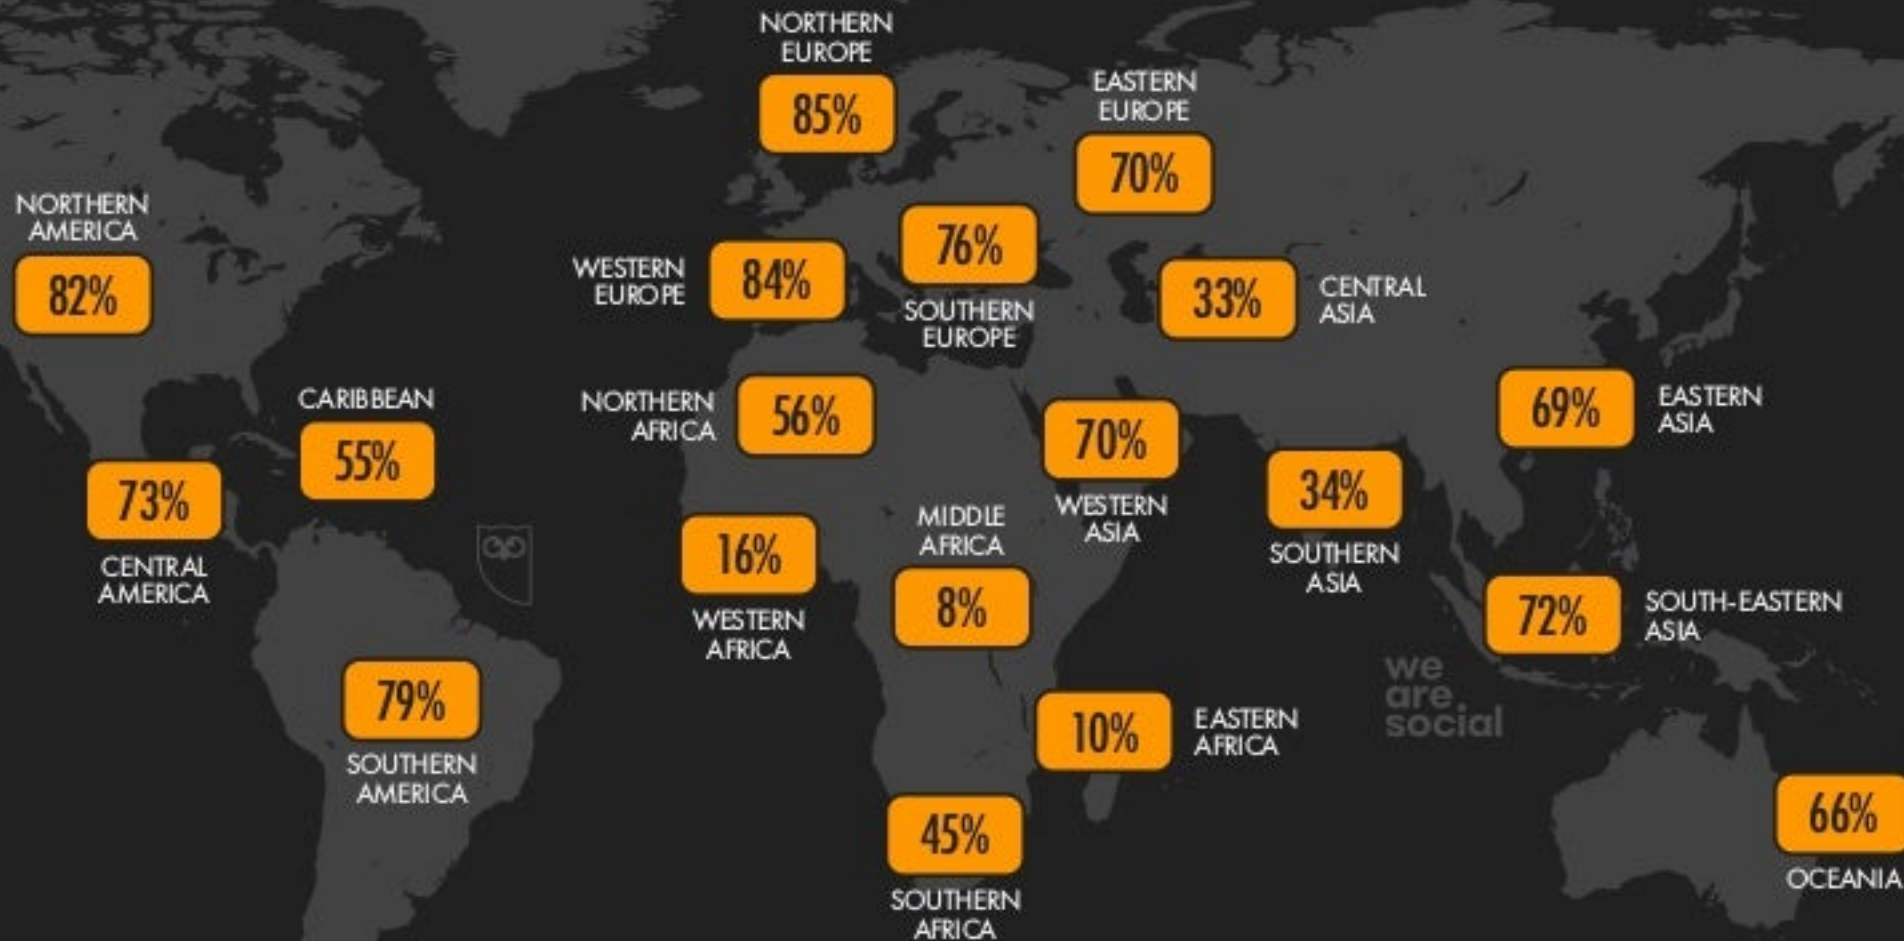 NORTHERN
EUROPE
85%
EASTERN
EUROPE
70%
NORTHERN
AMERICA
82%
WESTERN
EUROPE
84%
76%
SOUTHERN
EUROPE
33%
CENTRAL
ASIA
CARIBBEAN
55%
NORTHERN
AFRICA
56%
70%
WESTERN
ASIA
69%
EASTERN
ASIA
73%
CENTRAL
AMERICA
34%
SOUTHERN
ASIA
16%
WESTERN
AFRICA
MIDDLE
AFRICA
8%
72%
SOUTH-EASTERN
ASIA
we
are
social
79%
SOUTHERN
AMERICA
10%
EASTERN
AFRICA
45%
SOUTHERN
AFRICA
66%
OCEANIA